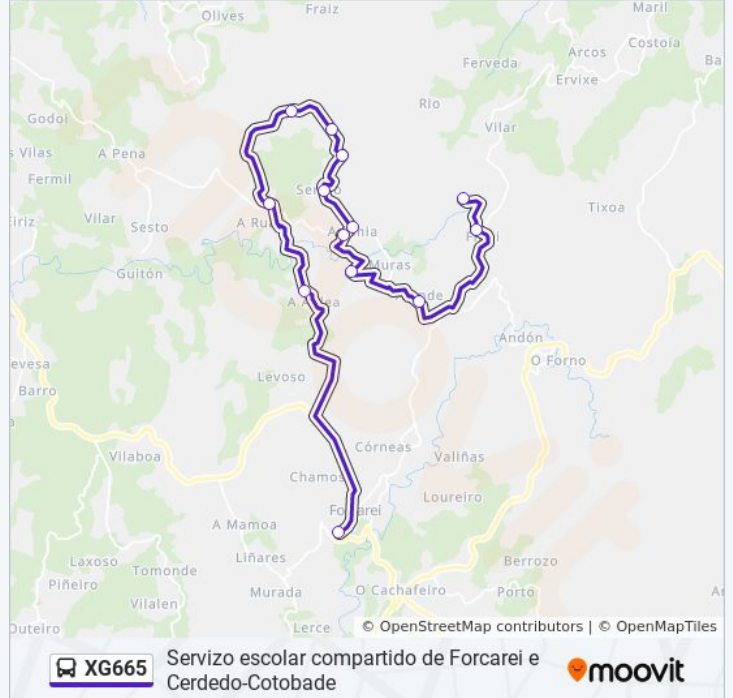 Olives
Fraiz
Maril
Costoia
Arcos
Ferveda
Ervixe
Ba
Rio
Godoi
Vilar
s Vilas
A Pena
Fermil
Tixoa
eiriz
Vilar
Sesto
A Ru
Muras
Guitón
Andón
O Forno
evesa
Levoso
Barro
Córneas
Vilaboa
Valiñas
Chamos
Loureiro
Forcarei
A Mamoa
Liñares
Berrozo
Laxoso
Tomonde
Piñeiro
Murada
O Cachafeiro
Porto
Vilalen
Outeiro
Lerce
© OpenStreetMap contributors | © OpenMapTiles
XG665
Servizo escolar compartido de Forcarei e
Cerdedo-Cotobade
moovit